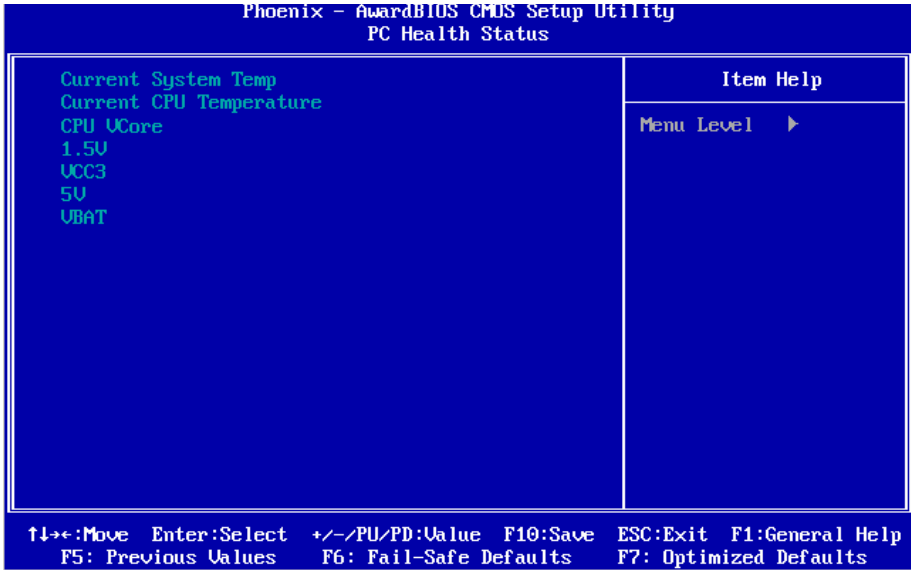 Phoenix - AwardBIOS CMOS Setup Utility
PC Health Status
Current System Temp
Current CPU Temperature
CPU VCore
1.5V
VCC3
5V
VBAT
Item Help
Menu Level ▶
↑↓→←:Move Enter:Select +/-/PU/PD:Value F10:Save ESC:Exit F1:General Help
F5: Previous Values F6: Fail-Safe Defaults F7: Optimized Defaults